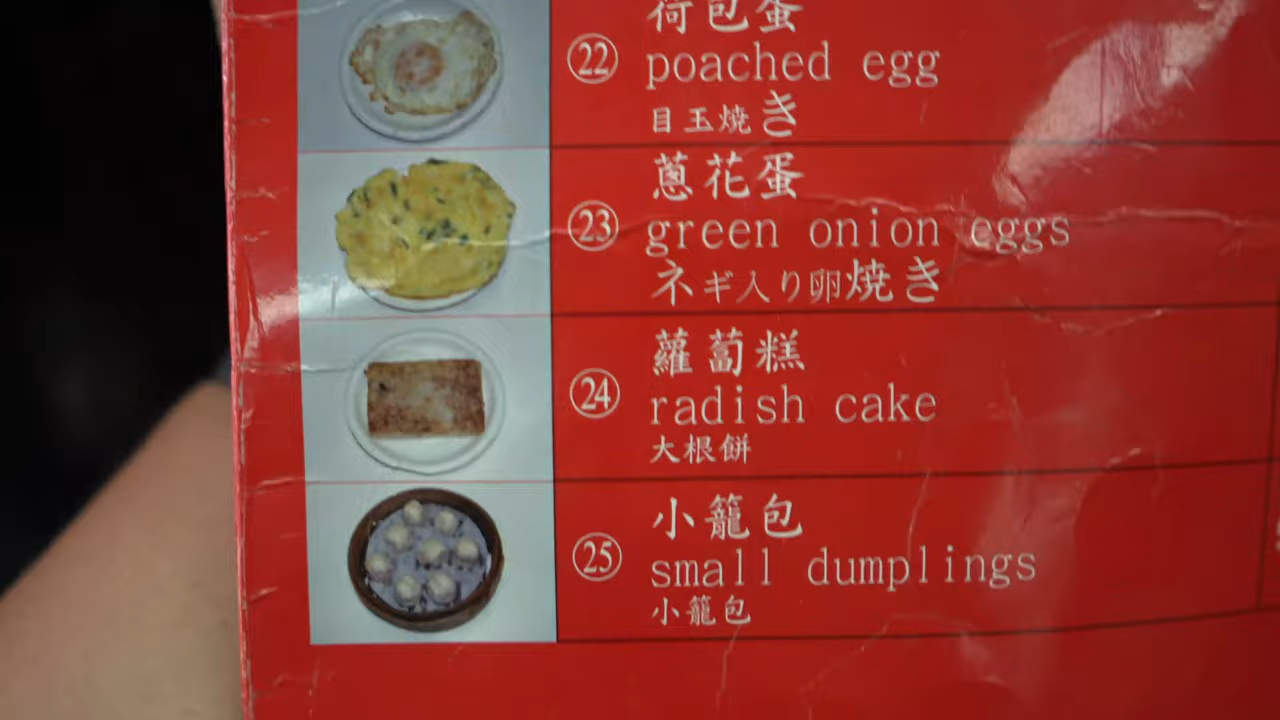 荷包蛋
㉒ poached egg
目玉焼き
蔥花蛋
㉓ green onion eggs
ネギ入り卵焼き
蘿蔔糕
㉔ radish cake
大根餅
小籠包
㉕ small dumplings
小籠包